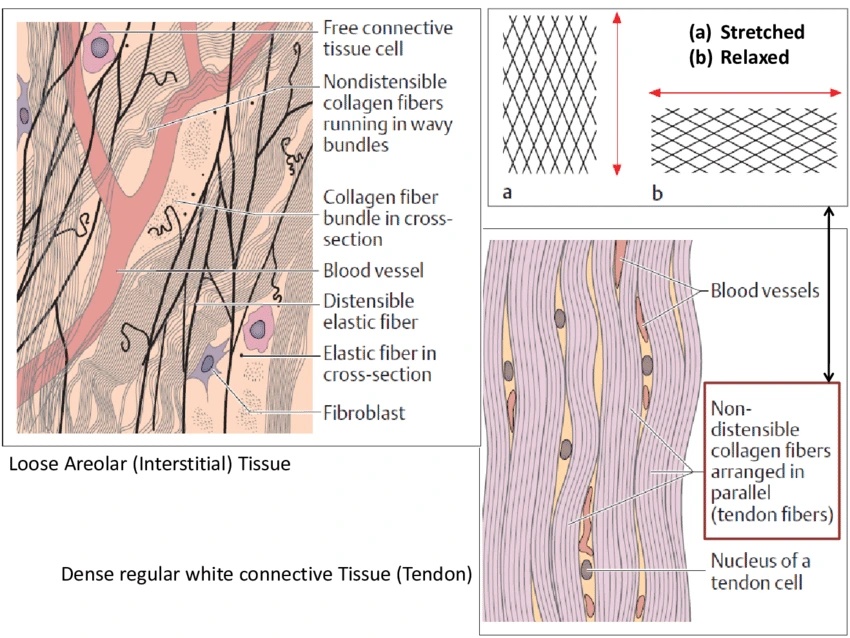 Free connective
tissue cell
Nondistensible
collagen fibers
running in wavy
bundles
Collagen fiber
bundle in cross-
section
Blood vessel
Distensible
elastic fiber
Elastic fiber in
cross-section
Fibroblast
Loose Areolar (Interstitial) Tissue
(a) Stretched
(b) Relaxed
a
b
Blood vessels
Non-
distensible
collagen fibers
arranged in
parallel
(tendon fibers)
Nucleus of a
tendon cell
Dense regular white connective Tissue (Tendon)